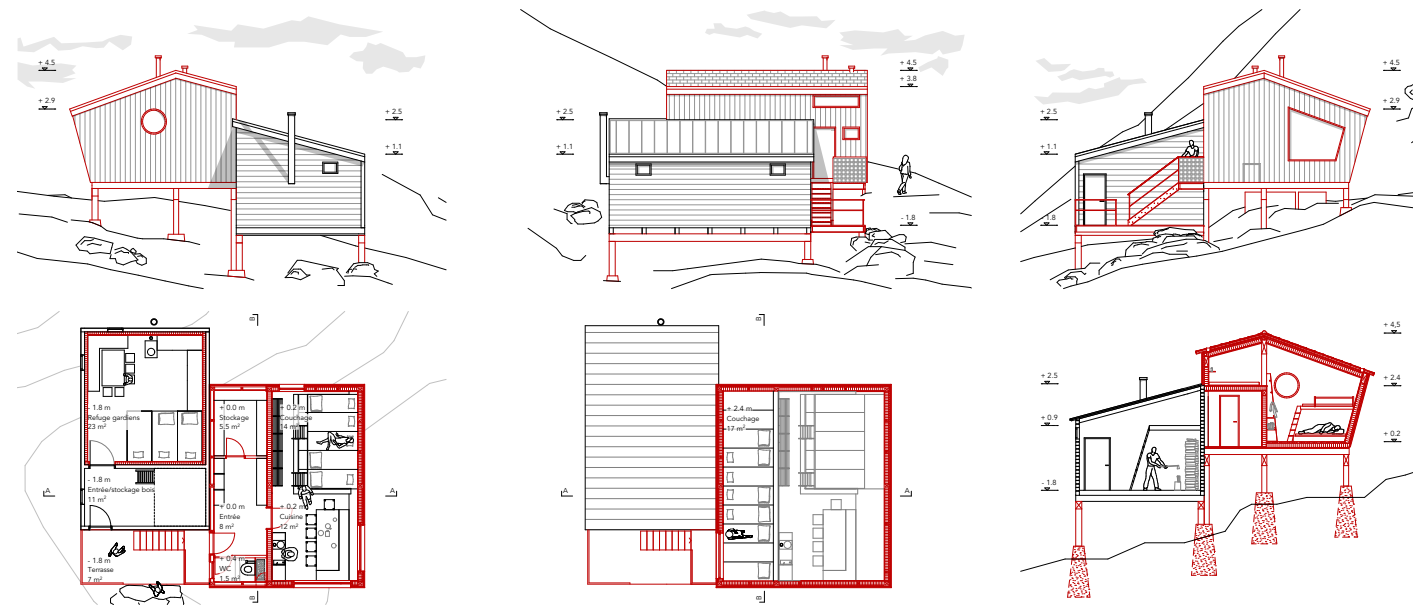 + 4.5
+ 2.9
+ 2.5
+ 1.1
+ 2.5
+ 1.1
+ 4.5
+ 3.8
- 1.8
+ 2.5
+ 1.1
- 1.8
+ 4.5
+ 2.9
B
- 1.8 m
Refuge gardiens
23 m²
+ 0.0 m
Stockage
5.5 m²
+ 0.2 m
Couchage
14 m²
- 1.8 m
Entrée/stockage bois
11 m²
A
A
+ 0.0 m
Entrée
8 m²
+ 0.2 m
Cuisine
12 m²
- 1.8 m
Terrasse
7 m²
+ 0.4 m
WC
1.5 m²
B
B
+ 2.4 m
Couchage
17 m²
A
A
B
+ 2.5
+ 0.9
- 1.8
+ 4,5
+ 2.4
+ 0.2